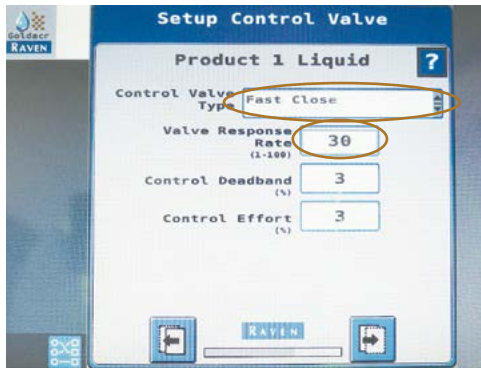 Setup Control Valve
Goldacr
RAVEN
Product 1 Liquid
?
Control Valve
Type
Fast Close
Valve Response
Rate
(1-100)
30
Control Deadband
(%)
3
Control Effort
(%)
3
RAVEN